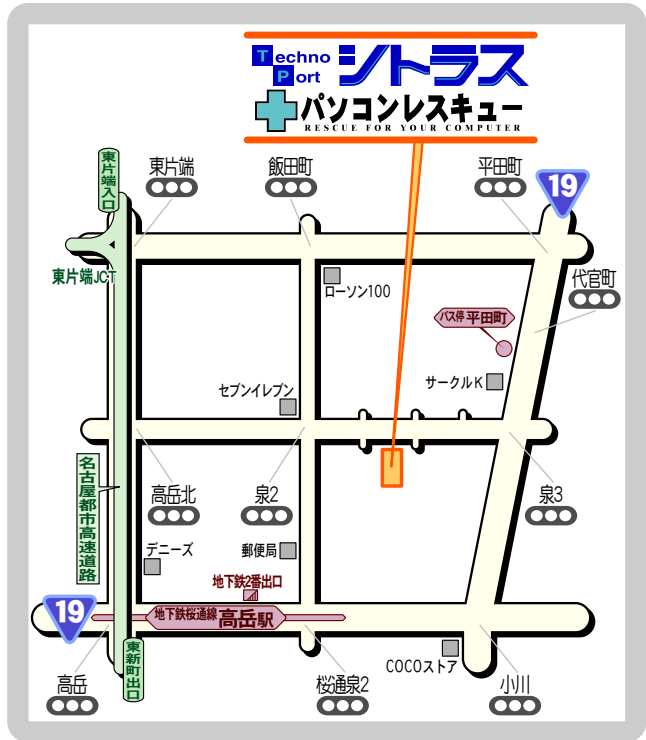 Techno シトラス
Port
パソコンレスキュー
RESCUE FOR YOUR COMPUTER
東片端入口
東片端
飯田町
平田町
19
東片端JCT
代官町
ローソン100
バス停 平田町
サークルK
セブンイレブン
名古屋都市高速道路
高岳北
泉2
泉3
デニーズ
郵便局
地下鉄2番出口
19
地下鉄桜通線 高岳駅
東新町出口
COCOストア
高岳
桜通泉2
小川